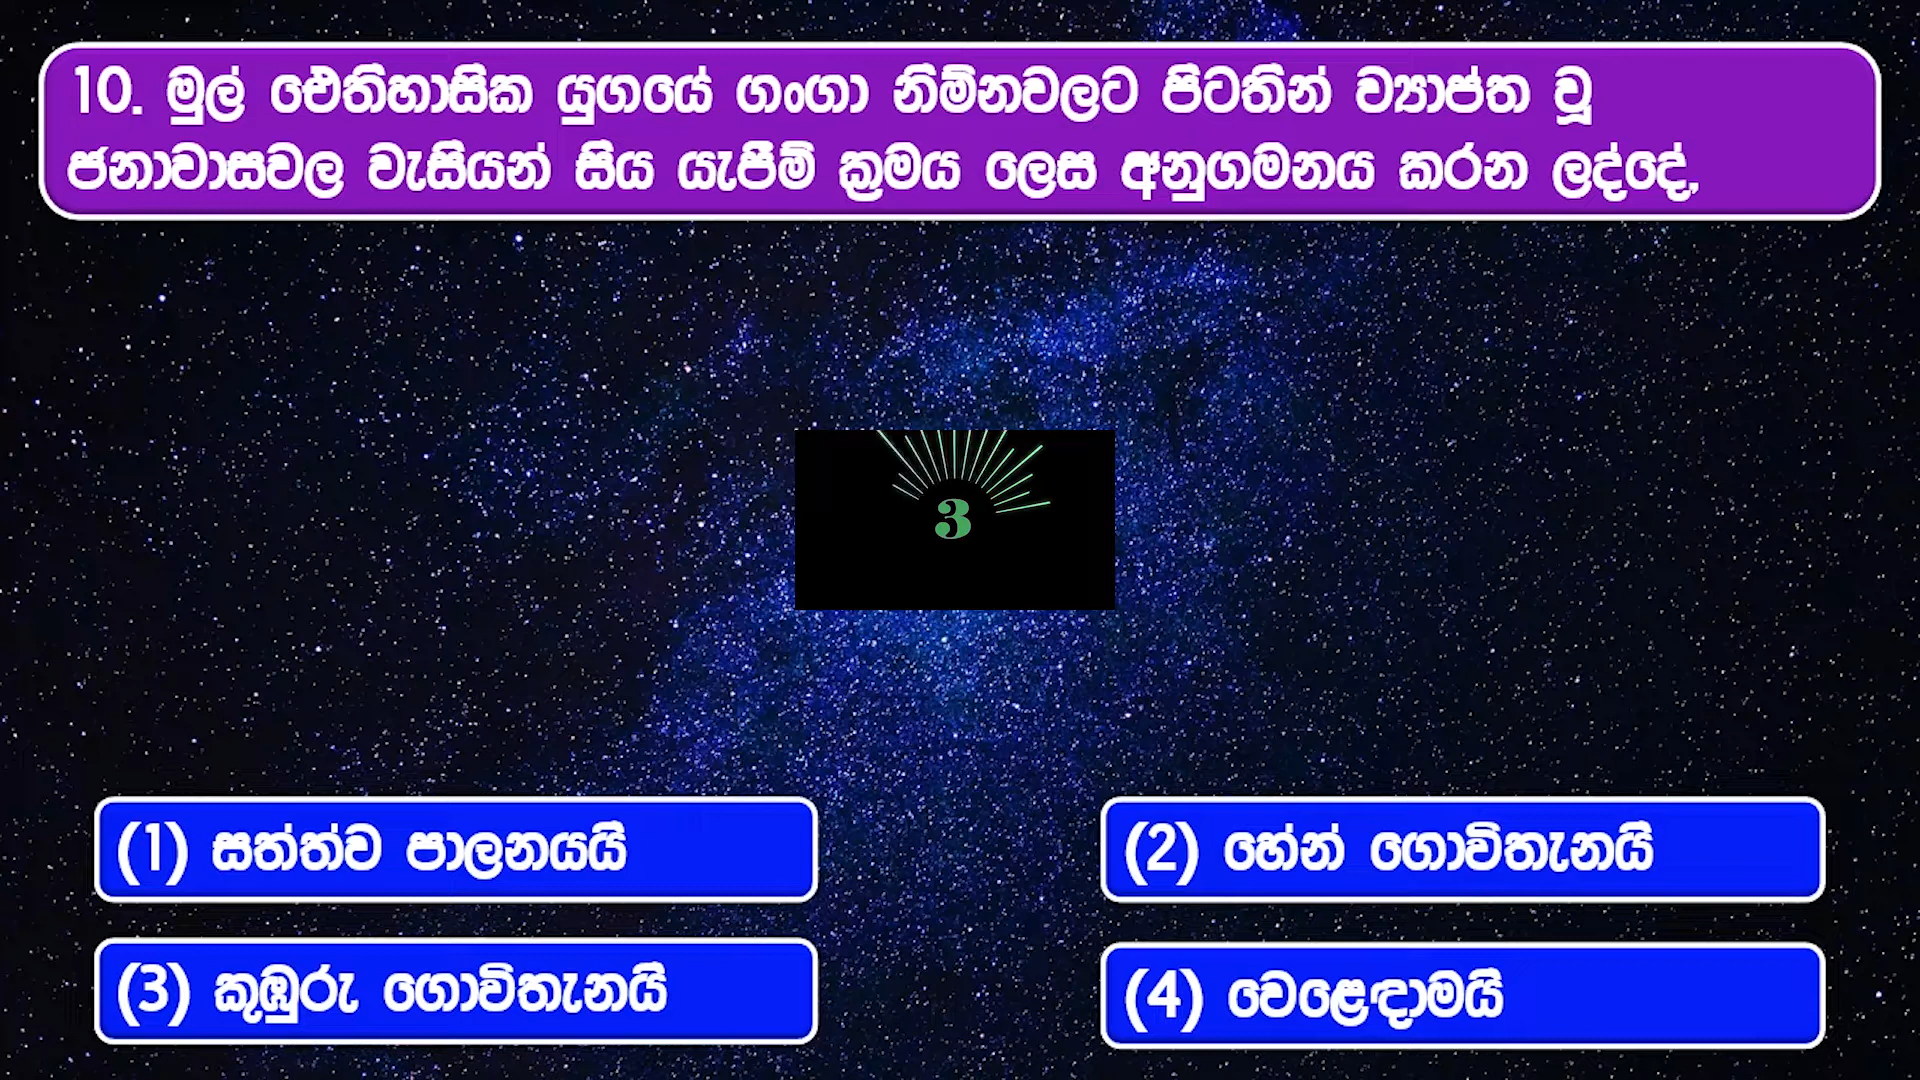 10. මුල් ඓතිහාසික යුගයේ ගංගා නිම්නවලට පිටතින් ව්‍යාප්ත වූ
ජනාවාසවල වැසියන් සිය යැපීම් ක්‍රමය ලෙස අනුගමනය කරන ලද්දේ,
3
(1) සත්ත්ව පාලනයයි
(2) හේන් ගොවිතැනයි
(3) කුඹුරු ගොවිතැනයි
(4) වෙළෙඳාමයි